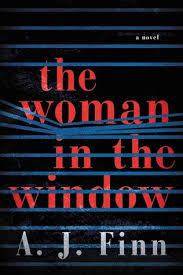 a novel
the
woman
in the
window
A. J. Finn